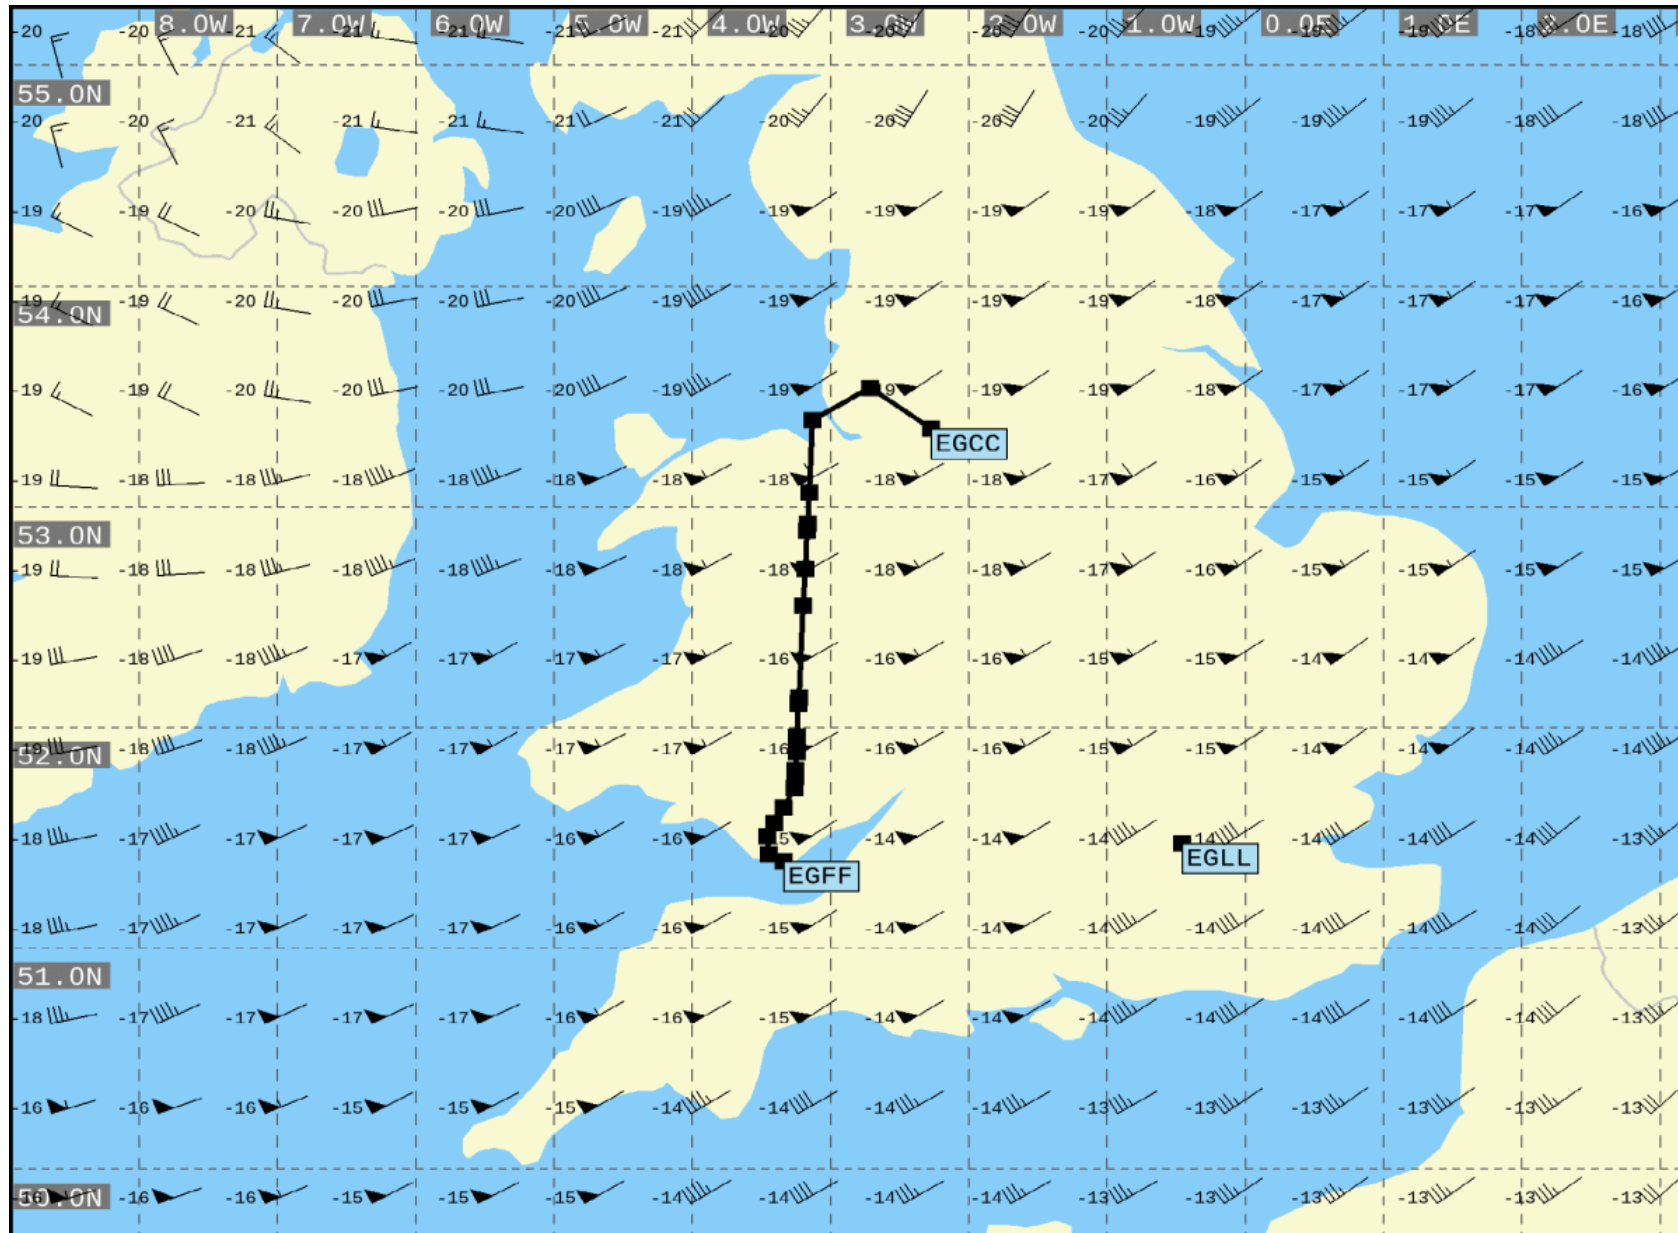 8.0W 7.0W 6.0W 5.0W 4.0W 3.0W 2.0W 1.0W 0.0E 1.0E 2.0E
-20 -20 -21 -21 -21 -21 -21 -20 -20 -20 -20 -19 -19 -19 -18 -18
55.0N
-20 -20 -21 -21 -21 -21 -21 -20 -20 -20 -20 -19 -19 -19 -18 -18
-19 -19 -20 -20 -20 -20 -19 -19 -19 -19 -19 -18 -17 -17 -17 -16
-19 -19 -20 -20 -20 -20 -19 -19 -19 -19 -19 -18 -17 -17 -17 -16
54.0N
-19 -19 -20 -20 -20 -20 -19 -19 -19 -19 -19 -18 -17 -17 -17 -16
EGCC
-19 -18 -18 -18 -18 -18 -18 -18 -18 -18 -17 -16 -15 -15 -15 -15
53.0N
-19 -18 -18 -18 -18 -18 -18 -18 -18 -18 -17 -16 -15 -15 -15 -15
-19 -18 -18 -17 -17 -17 -17 -16 -16 -16 -15 -15 -14 -14 -14 -14
-19 -18 -18 -17 -17 -17 -17 -16 -16 -16 -15 -15 -14 -14 -14 -14
52.0N
-18 -17 -17 -17 -17 -16 -16 5 -14 -14 -14 14 -14 -14 -14 -13
EGLL
EGFF
-18 -17 -17 -17 -17 -16 -16 -15 -14 -14 -14 -14 -14 -14 -14 -13
51.0N
-18 -17 -17 -17 -17 -16 -16 -15 -14 -14 -14 -14 -14 -14 -14 -13
-16 -16 -16 -15 -15 -15 -14 -14 -14 -14 -13 -13 -13 -13 -13 -13
-16 -16 -16 -15 -15 -15 -14 -14 -14 -14 -13 -13 -13 -13 -13 -13
50.0N